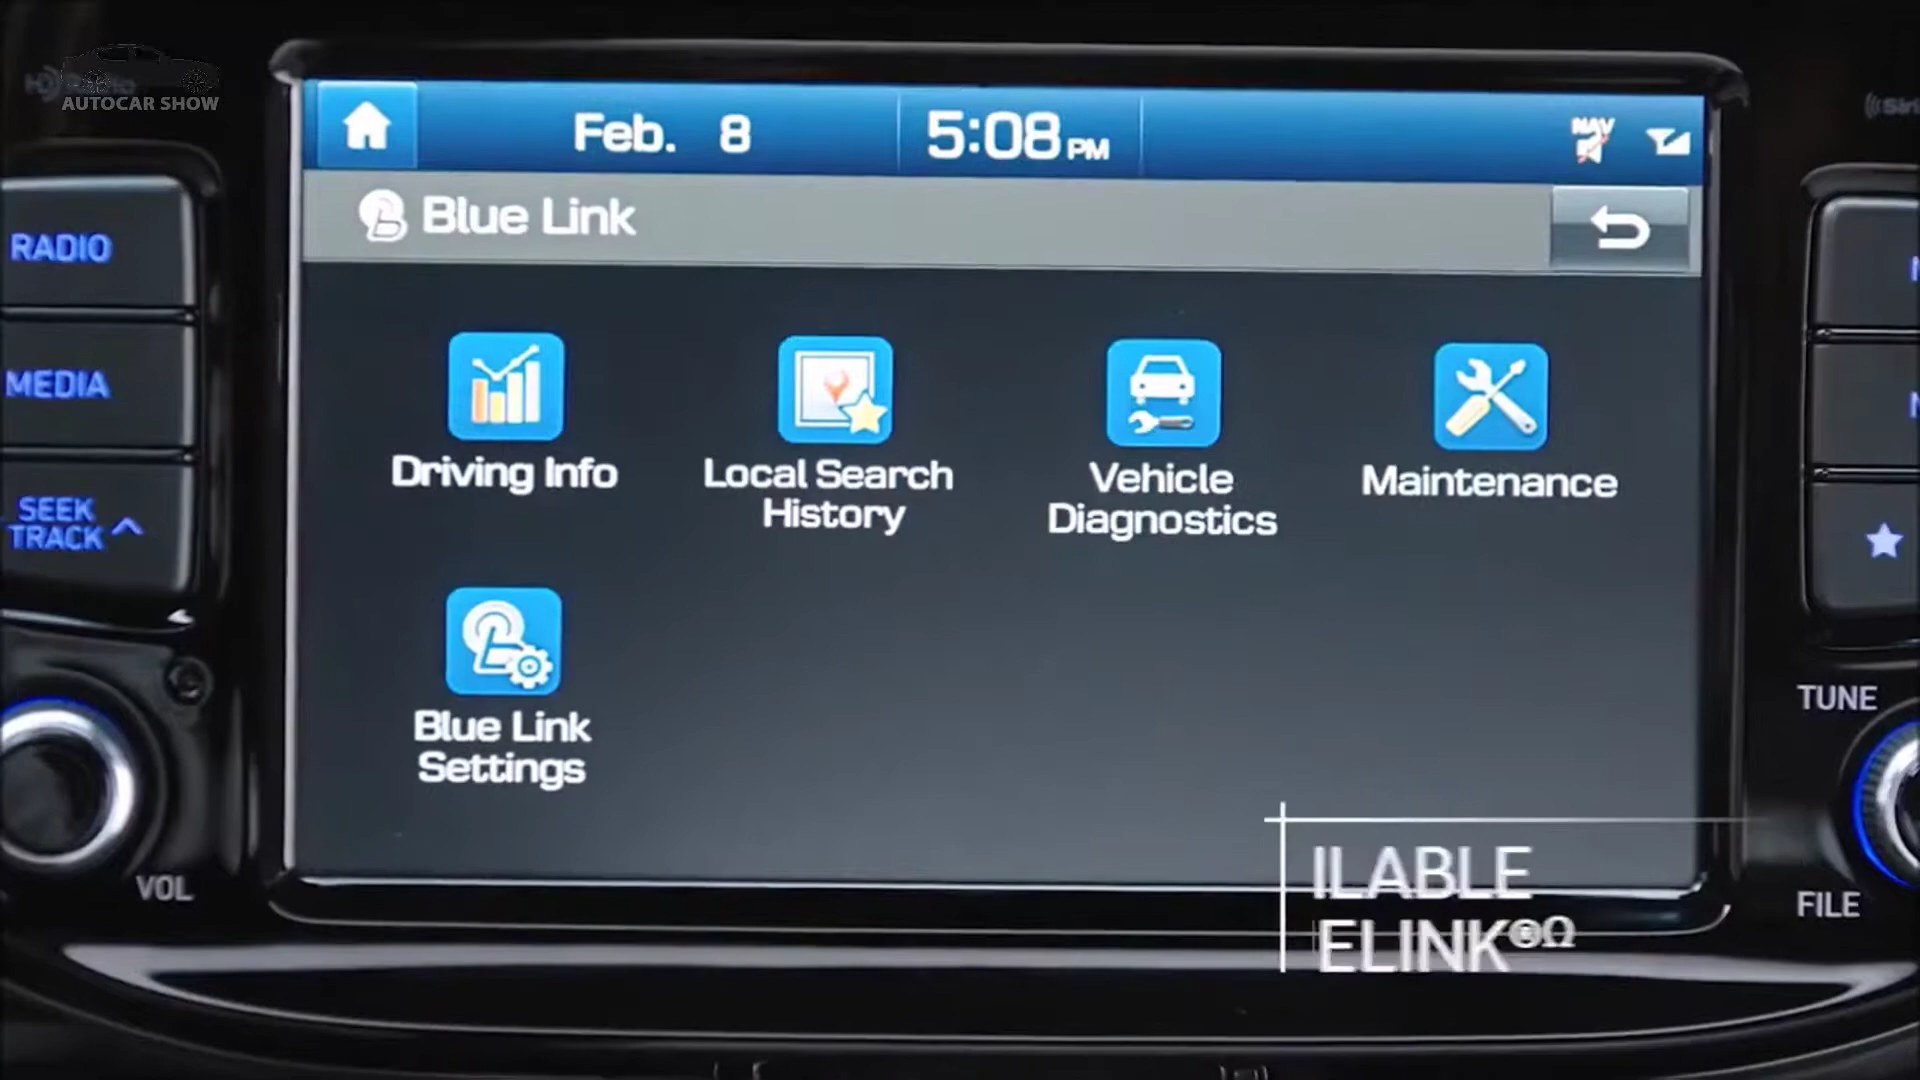 AUTOCAR SHOW
Feb. 8
5:08 PM
NAV
Blue Link
RADIO
MEDIA
SEEK
TRACK
Driving Info
Local Search
History
Vehicle
Diagnostics
Maintenance
Blue Link
Settings
VOL
TUNE
FILE
ILABLE
ELINK®Ω